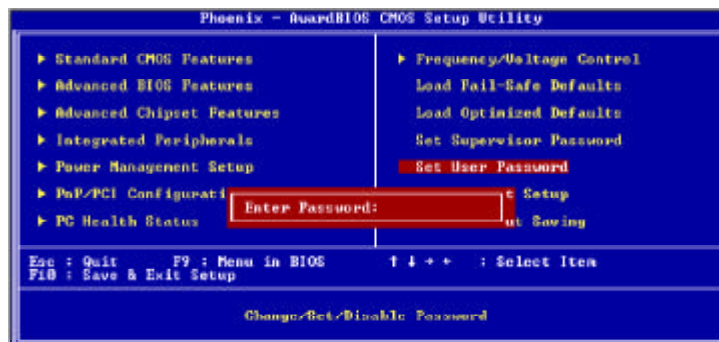 Phoenix - AwardBIOS CMOS Setup Utility
► Standard CMOS Features
► Advanced BIOS Features
► Advanced Chipset Features
► Integrated Peripherals
► Power Management Setup
► PnP/PCI Configurati
► PC Health Status
► Frequency/Voltage Control
Load Fail-Safe Defaults
Load Optimized Defaults
Set Supervisor Password
Set User Password
t Setup
ut Saving
Enter Password:
Esc : Quit F9 : Menu in BIOS ↑ ↓ → ← : Select Item
F10 : Save & Exit Setup
Change/Set/Disable Password